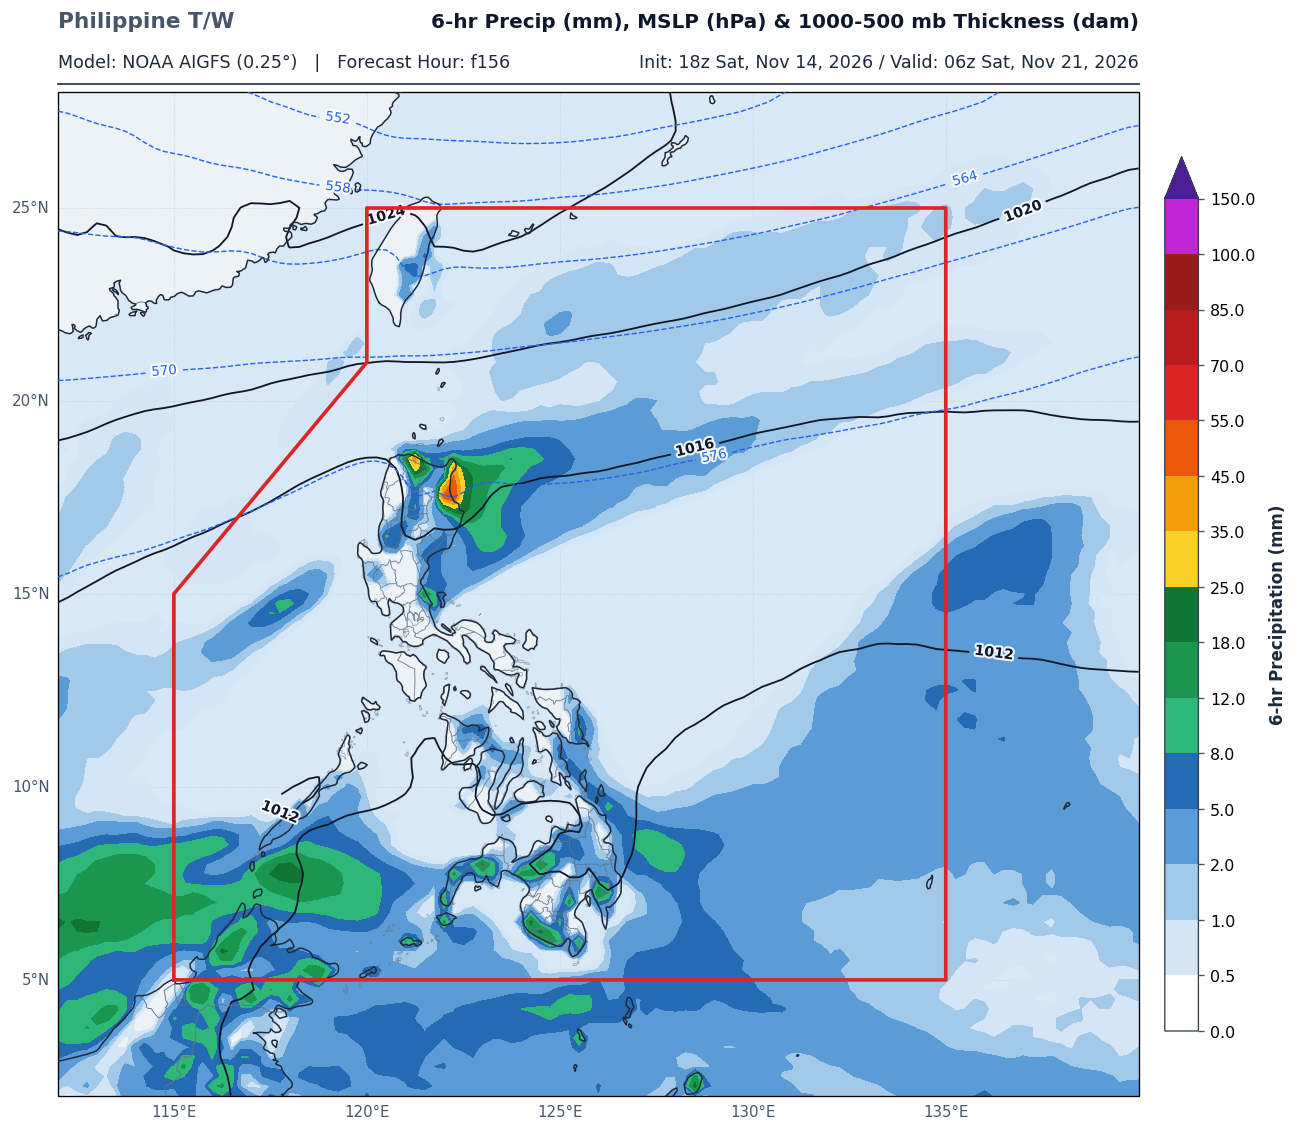 Philippine T/W
6-hr Precip (mm), MSLP (hPa) & 1000-500 mb Thickness (dam)
Model: NOAA AIGFS (0.25°) | Forecast Hour: f156
Init: 18z Sat, Nov 14, 2026 / Valid: 06z Sat, Nov 21, 2026
552
558
564
1024
1020
570
1016
576
1012
1012
25°N
20°N
15°N
10°N
5°N
115°E
120°E
125°E
130°E
135°E
150.0
100.0
85.0
70.0
55.0
45.0
35.0
25.0
18.0
12.0
8.0
5.0
2.0
1.0
0.5
0.0
6-hr Precipitation (mm)